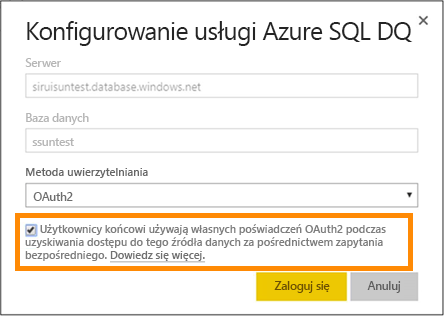 Konfigurowanie usługi Azure SQL DQ
Serwer
siruisuntest.database.windows.net
Baza danych
ssuntest
Metoda uwierzytelniania
OAuth2
Użytkownicy końcowi używają własnych poświadczeń OAuth2 podczas
uzyskiwania dostępu do tego źródła danych za pośrednictwem zapytania
bezpośredniego. Dowiedz się więcej.
Zaloguj się
Anuluj